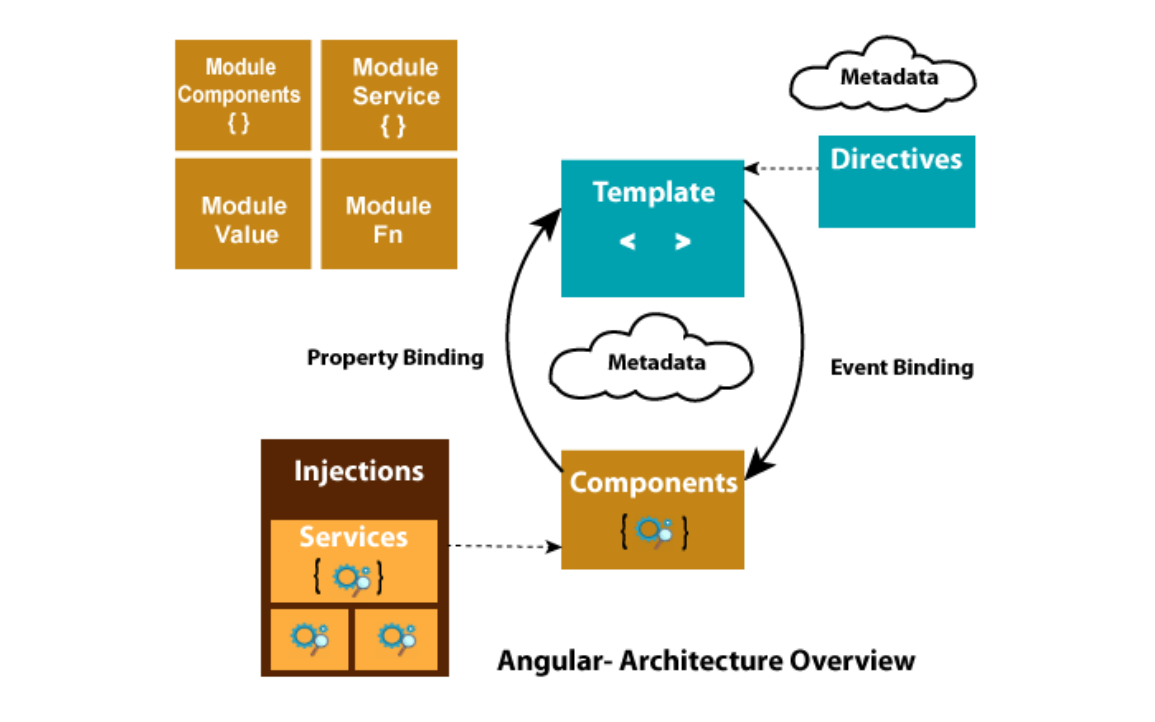 Module
Components
{ }
Module
Service
{ }
Module
Value
Module
Fn
Metadata
Directives
Template
< >
Property Binding
Metadata
Event Binding
Injections
Services
{ }
Components
{ }
Angular- Architecture Overview